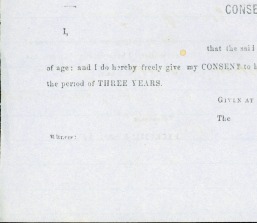 CONSE
I,
that the said
of age: and I do hereby freely give my CONSENT to b
the period of THREE YEARS.
GIVEN AT
The
Witness: